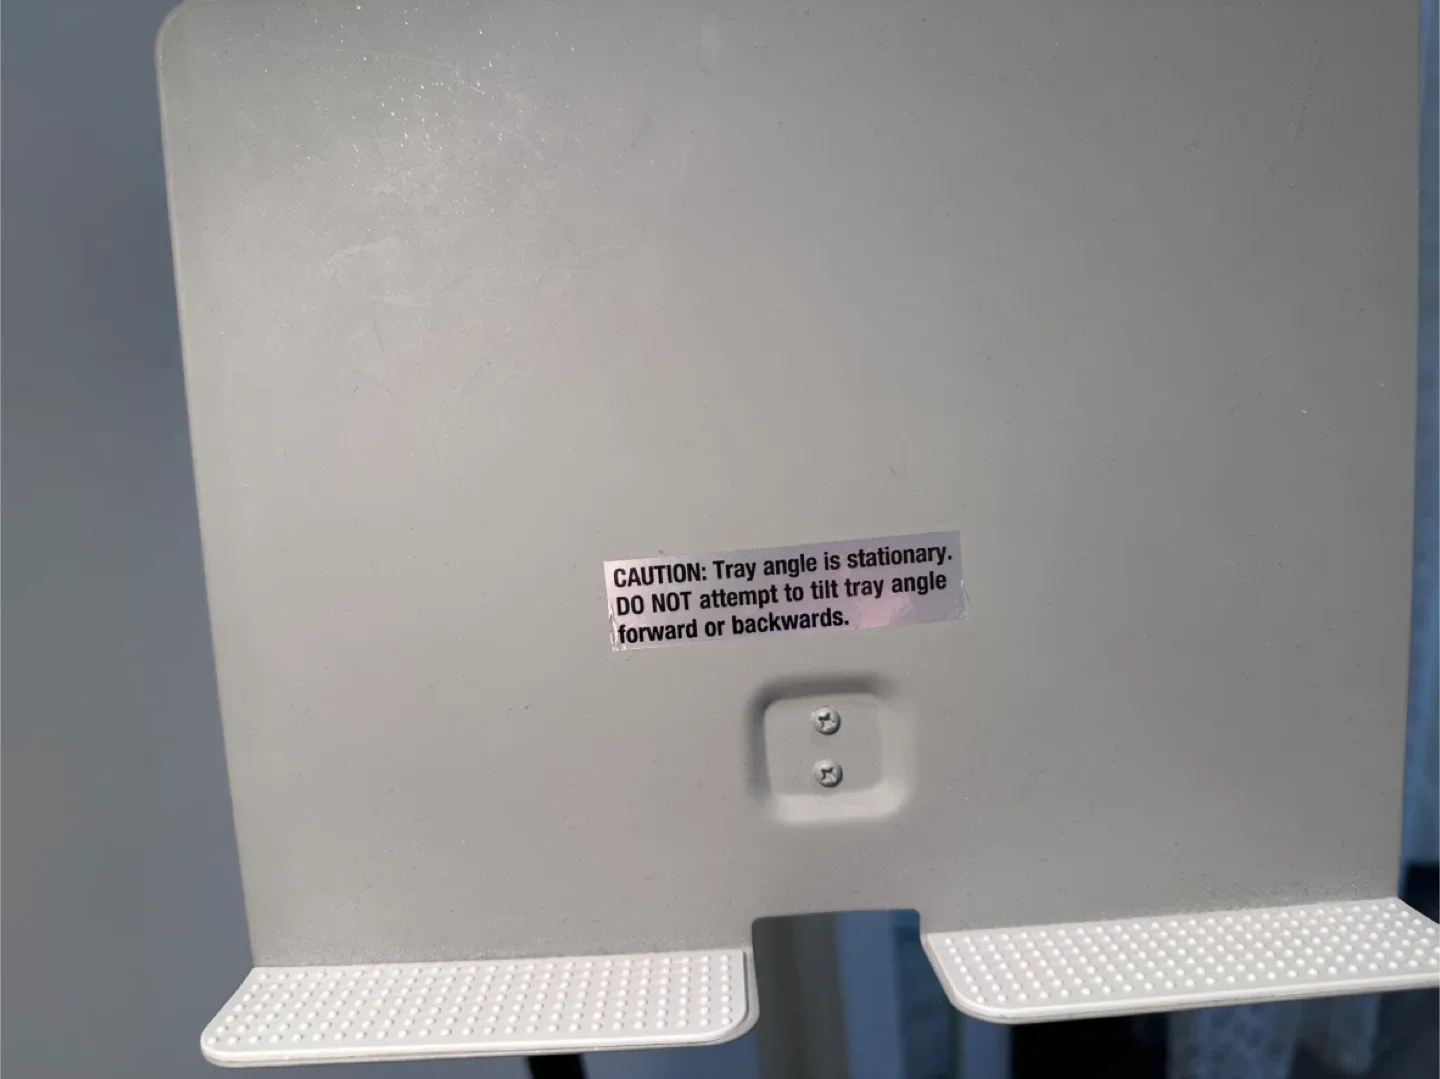 CAUTION: Tray angle is stationary.
DO NOT attempt to tilt tray angle
forward or backwards.